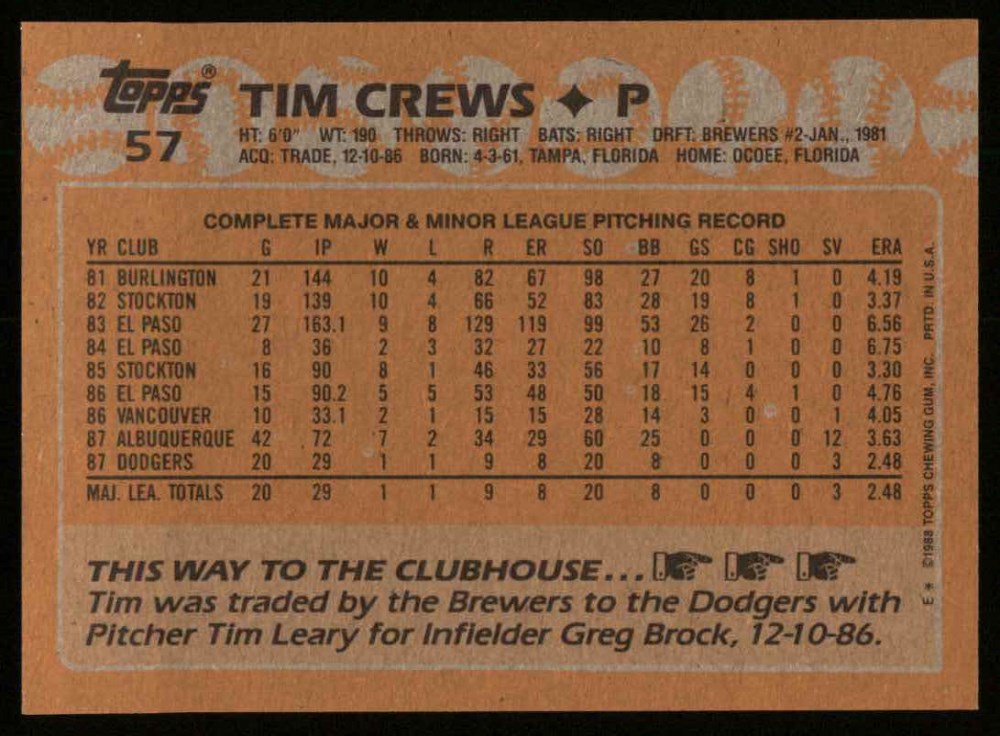 topps®
57
TIM CREWS ✦ P
HT: 6'0" WT: 190 THROWS: RIGHT BATS: RIGHT DRFT: BREWERS #2-JAN., 1981
ACQ: TRADE, 12-10-86 BORN: 4-3-61, TAMPA, FLORIDA HOME: OCOEE, FLORIDA
COMPLETE MAJOR & MINOR LEAGUE PITCHING RECORD
YR CLUB G IP W L R ER SO BB GS CG SHO SV ERA
81 BURLINGTON 21 144 10 4 82 67 98 27 20 8 1 0 4.19
82 STOCKTON 19 139 10 4 66 52 83 28 19 8 1 0 3.37
83 EL PASO 27 163.1 9 8 129 119 99 53 26 2 0 0 6.56
84 EL PASO 8 36 2 3 32 27 22 10 8 1 0 0 6.75
85 STOCKTON 16 90 8 1 46 33 56 17 14 0 0 0 3.30
86 EL PASO 15 90.2 5 5 53 48 50 18 15 4 1 0 4.76
86 VANCOUVER 10 33.1 2 1 15 15 28 14 3 0 0 1 4.05
87 ALBUQUERQUE 42 72 7 2 34 29 60 25 0 0 0 12 3.63
87 DODGERS 20 29 1 1 9 8 20 8 0 0 0 3 2.48
MAJ. LEA. TOTALS 20 29 1 1 9 8 20 8 0 0 0 3 2.48
THIS WAY TO THE CLUBHOUSE...
Tim was traded by the Brewers to the Dodgers with
Pitcher Tim Leary for Infielder Greg Brock, 12-10-86.
E * ©1988 TOPPS CHEWING GUM, INC. PRTD. IN U.S.A.